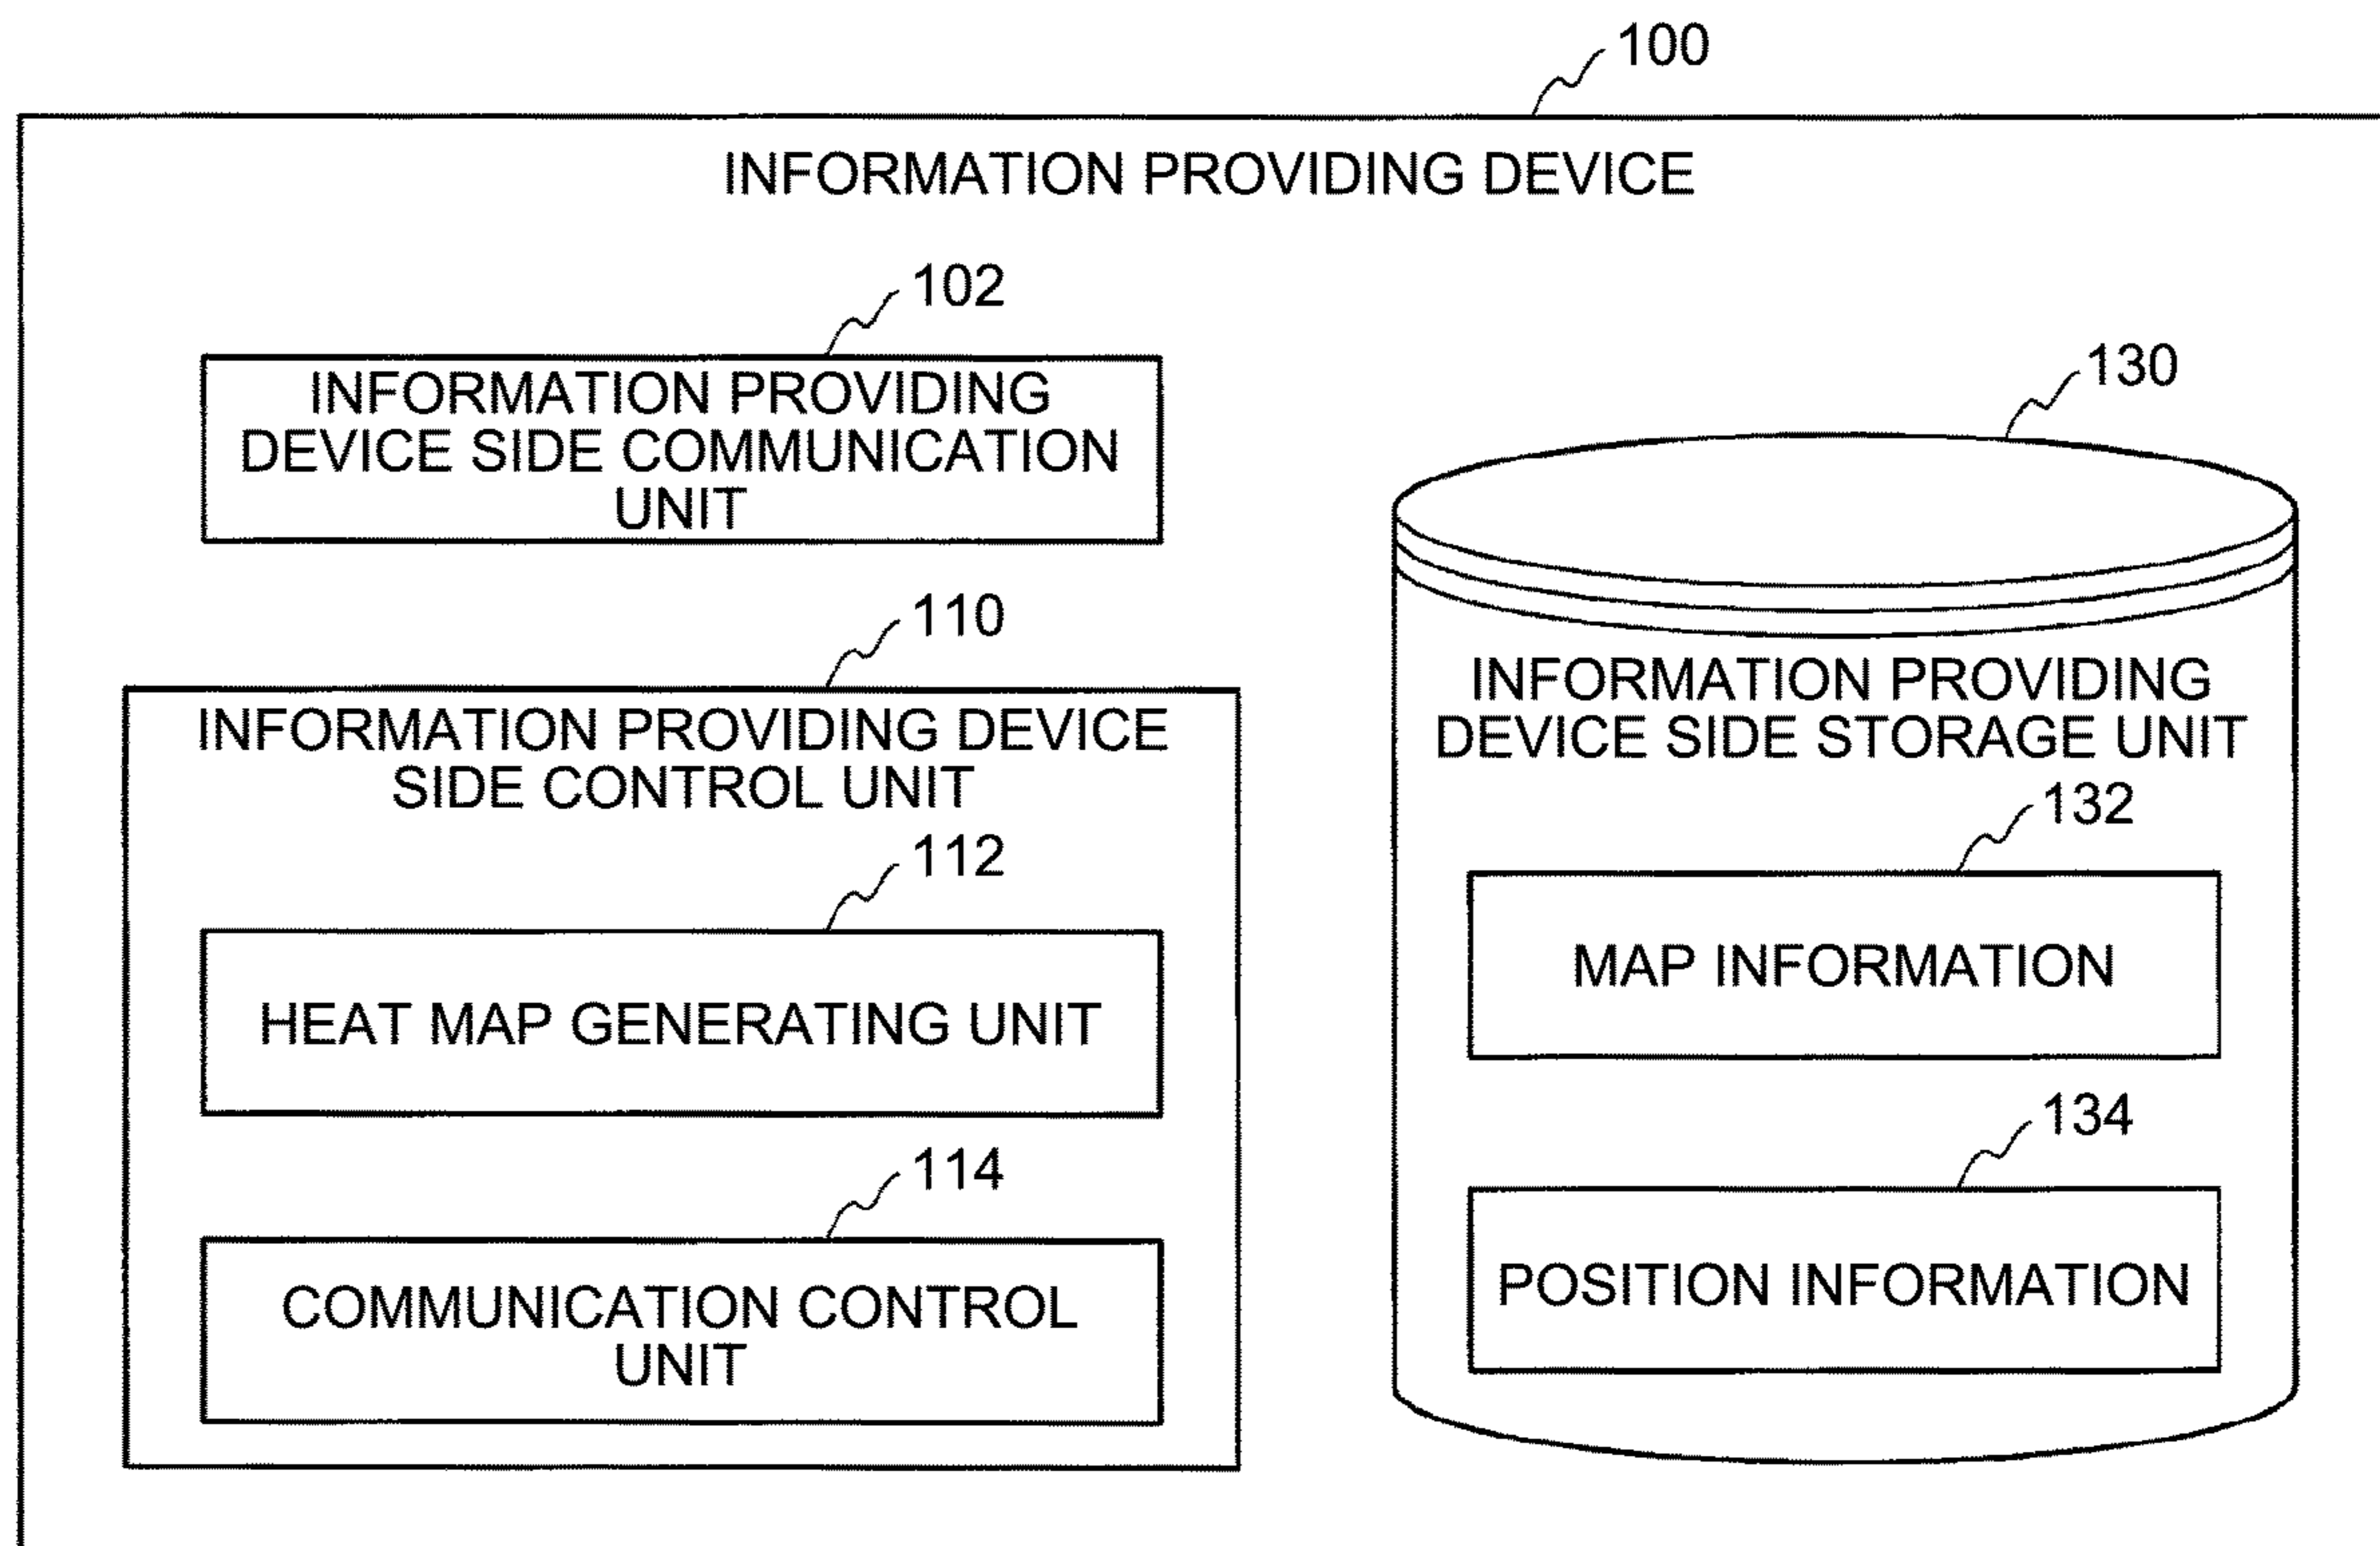 100
INFORMATION PROVIDING DEVICE
102
INFORMATION PROVIDING
DEVICE SIDE COMMUNICATION
UNIT
110
INFORMATION PROVIDING DEVICE
SIDE CONTROL UNIT
112
HEAT MAP GENERATING UNIT
114
COMMUNICATION CONTROL
UNIT
130
INFORMATION PROVIDING
DEVICE SIDE STORAGE UNIT
132
MAP INFORMATION
134
POSITION INFORMATION